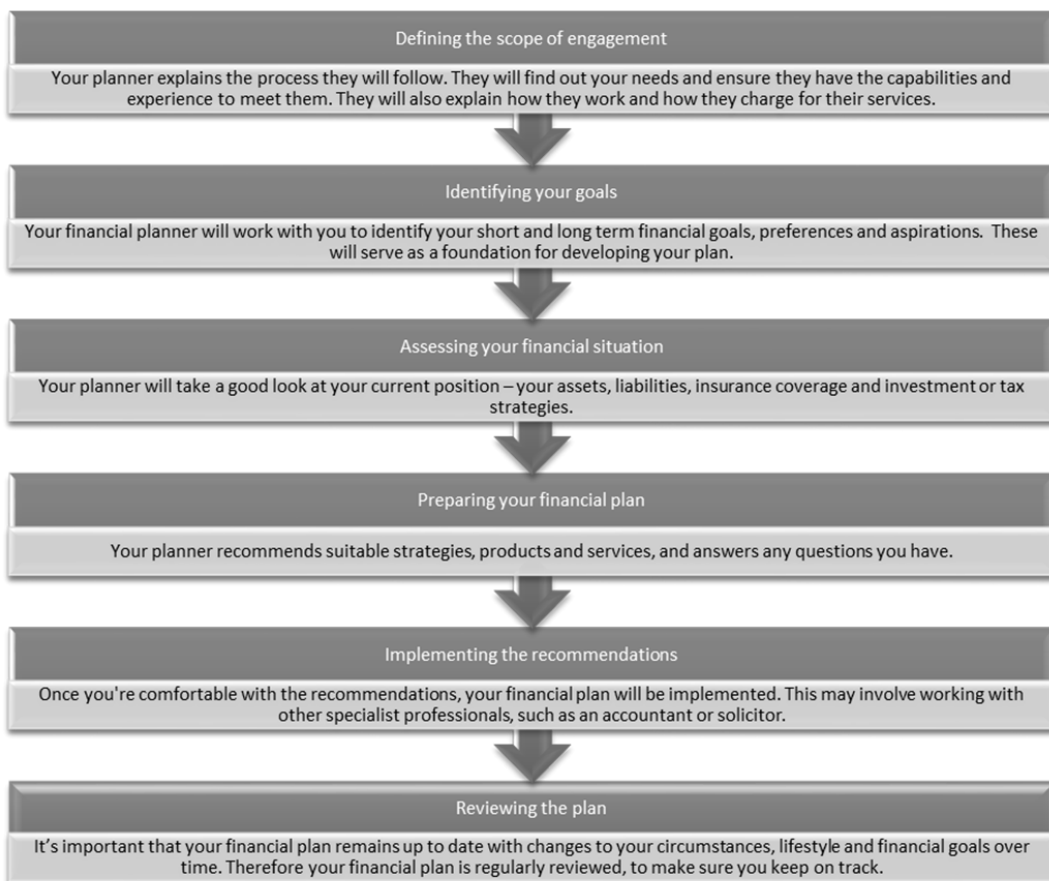 Defining the scope of engagement
Your planner explains the process they will follow. They will find out your needs and ensure they have the capabilities and
experience to meet them. They will also explain how they work and how they charge for their services.
Identifying your goals
Your financial planner will work with you to identify your short and long term financial goals, preferences and aspirations.  These
will serve as a foundation for developing your plan.
Assessing your financial situation
Your planner will take a good look at your current position – your assets, liabilities, insurance coverage and investment or tax
strategies.
Preparing your financial plan
Your planner recommends suitable strategies, products and services, and answers any questions you have.
Implementing the recommendations
Once you're comfortable with the recommendations, your financial plan will be implemented. This may involve working with
other specialist professionals, such as an accountant or solicitor.
Reviewing the plan
It’s important that your financial plan remains up to date with changes to your circumstances, lifestyle and financial goals over
time. Therefore your financial plan is regularly reviewed, to make sure you keep on track.